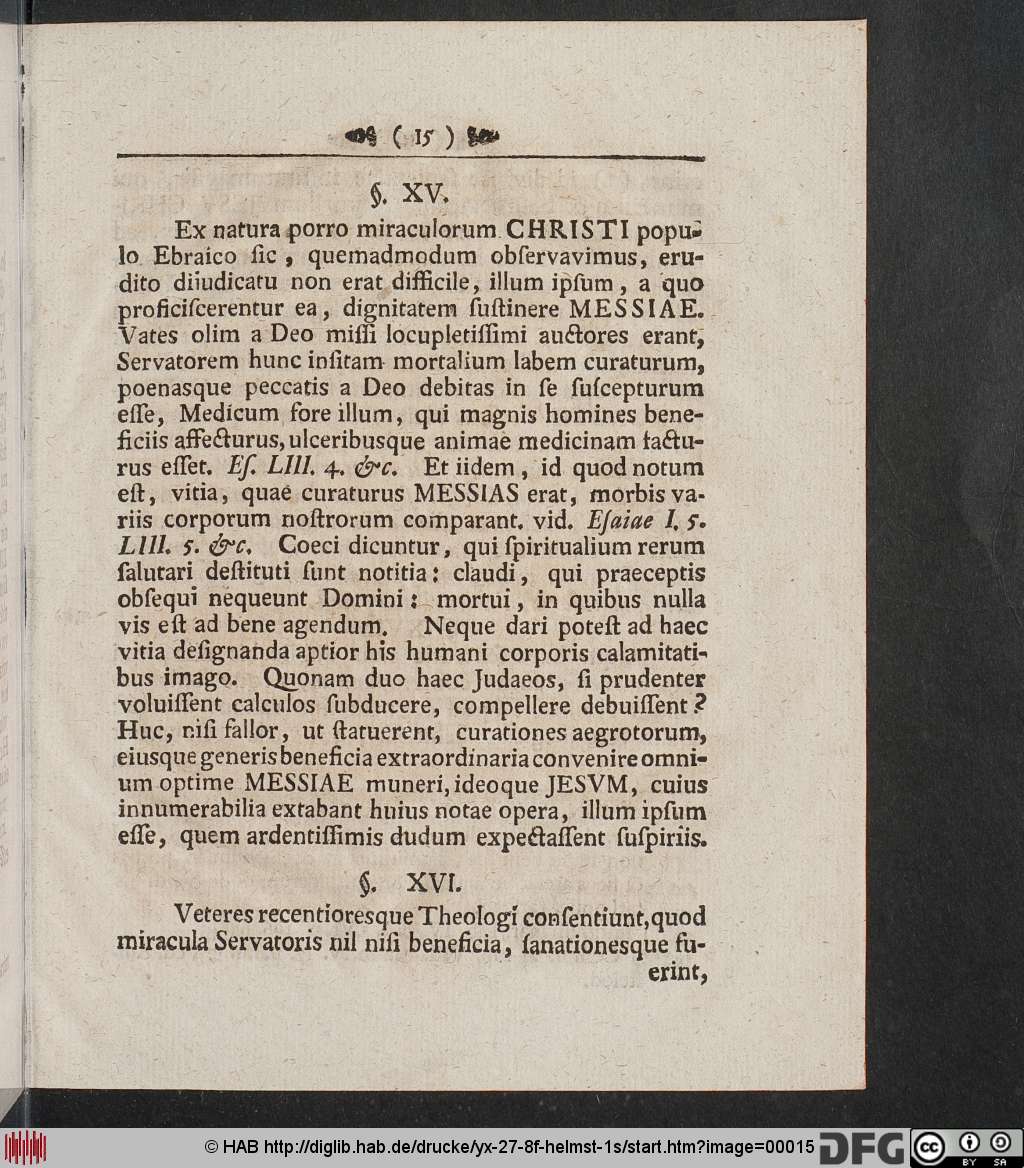 ( 15 )
§. XV.
Ex natura porro miraculorum CHRISTI popu-
lo Ebraico ſic, quemadmodum obſervavimus, eru-
dito diiudicatu non erat difficile, illum ipſum, a quo
proficiſcerentur ea, dignitatem ſuſtinere MESSIAE.
Vates olim a Deo miſſi locupletiſſimi auctores erant,
Servatorem hunc inſitam mortalium labem curaturum,
poenasque peccatis a Deo debitas in ſe ſuſcepturum
eſſe, Medicum fore illum, qui magnis homines bene-
ficiis affecturus, ulceribusque animae medicinam factu-
rus eſſet. Eſ. LIII. 4. &c. Et iidem, id quod notum
eſt, vitia, quae curaturus MESSIAS erat, morbis va-
riis corporum noſtrorum comparant. vid. Eſaiae I. 5.
LIII. 5. &c. Coeci dicuntur, qui ſpiritualium rerum
ſalutari deſtituti ſunt notitia: claudi, qui praeceptis
obſequi nequeunt Domini: mortui, in quibus nulla
vis eſt ad bene agendum. Neque dari poteſt ad haec
vitia deſignanda aptior his humani corporis calamitati-
bus imago. Quonam duo haec Judaeos, ſi prudenter
voluiſſent calculos ſubducere, compellere debuiſſent?
Huc, niſi fallor, ut ſtatuerent, curationes aegrotorum,
eiusque generis beneficia extraordinaria convenire omni-
um optime MESSIAE muneri, ideoque JESVM, cuius
innumerabilia extabant huius notae opera, illum ipſum
eſſe, quem ardentiſſimis dudum expectaſſent ſuſpiriis.
§. XVI.
Veteres recentioresque Theologi conſentiunt, quod
miracula Servatoris nil niſi beneficia, ſanationesque fu-
erint,
© HAB http://diglib.hab.de/drucke/yx-27-8f-helmst-1s/start.htm?image=00015
DFG
cc
BY SA